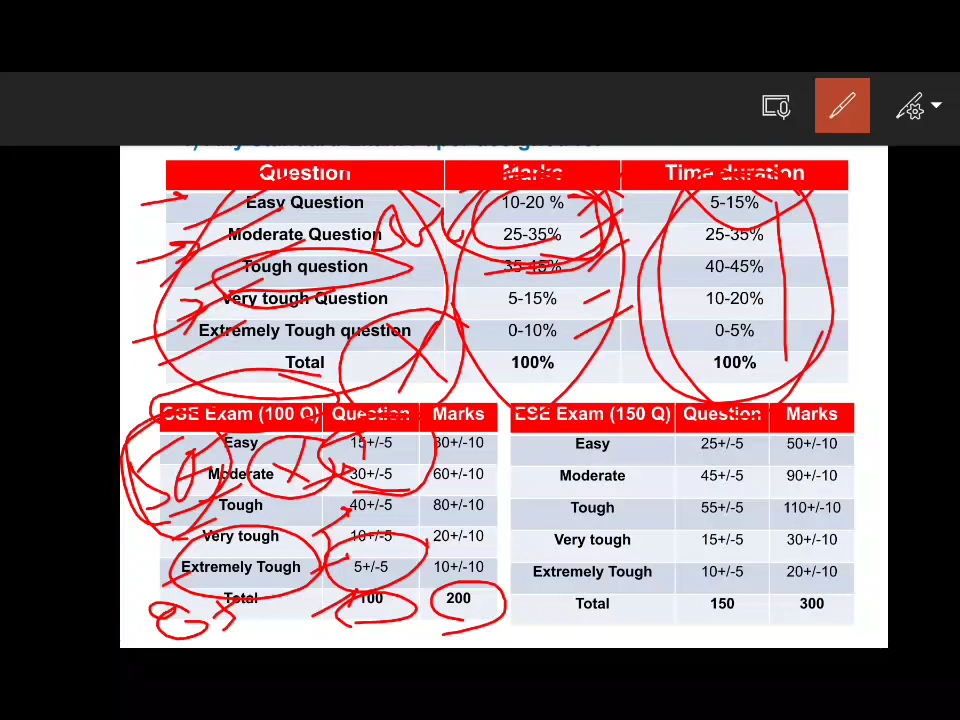 Question Marks Time duration
Easy Question 10-20 % 5-15%
Moderate Question 25-35% 25-35%
Tough question 35-45% 40-45%
Very tough Question 5-15% 10-20%
Extremely Tough question 0-10% 0-5%
Total 100% 100%
Exam (100 Q) Question Marks
Easy 15+/-5 30+/-10
Moderate 30+/-5 60+/-10
Tough 40+/-5 80+/-10
Very tough 10+/-5 20+/-10
Extremely Tough 5+/-5 10+/-10
Total 100 200
ESE Exam (150 Q) Question Marks
Easy 25+/-5 50+/-10
Moderate 45+/-5 90+/-10
Tough 55+/-5 110+/-10
Very tough 15+/-5 30+/-10
Extremely Tough 10+/-5 20+/-10
Total 150 300